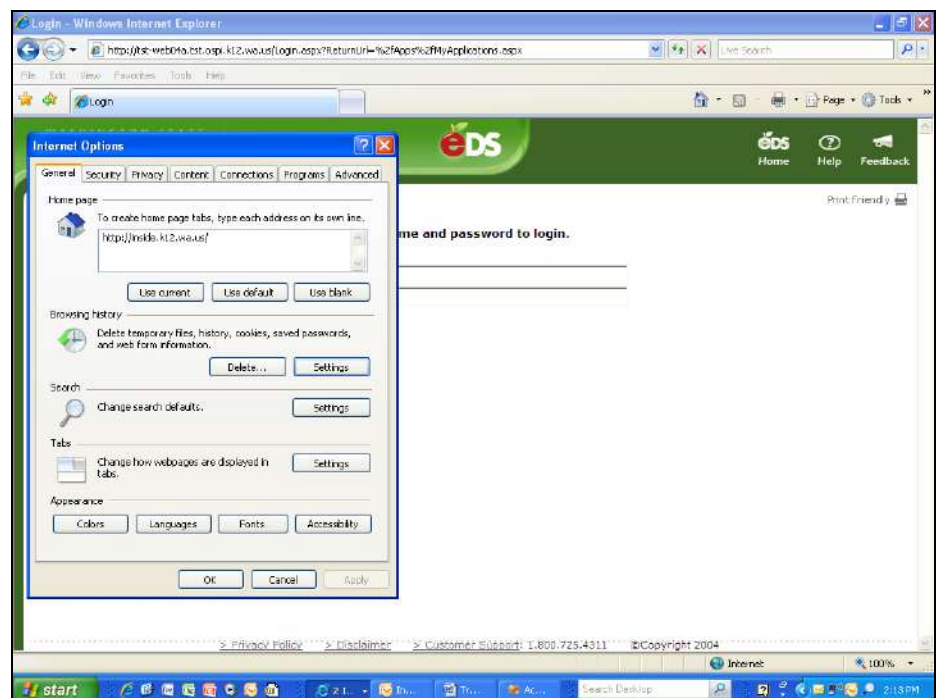 Login - Windows Internet Explorer
http://tst-web04a.tst.ospi.k12.wa.us/Login.aspx?ReturnUrl=%2fApps%2fMyApplications.aspx
Live Search
File Edit View Favorites Tools Help
Login
Page
Tools
Internet Options
eDS
eDS
Home
Help
Feedback
General Security Privacy Content Connections Programs Advanced
Print Friendly
Home page
To create home page tabs, type each address on its own line.
http://inside.k12.wa.us/
me and password to login.
Use current Use default Use blank
Browsing history
Delete temporary files, history, cookies, saved passwords,
and web form information.
Delete... Settings
Search
Change search defaults. Settings
Tabs
Change how webpages are displayed in
tabs.
Settings
Appearance
Colors Languages Fonts Accessibility
OK Cancel Apply
> Privacy Policy > Disclaimer > Customer Support: 1.800.725.4311 ©Copyright 2004
Internet 100%
start 2 I... In... Tr... Ac... Search Desktop 2:13 PM